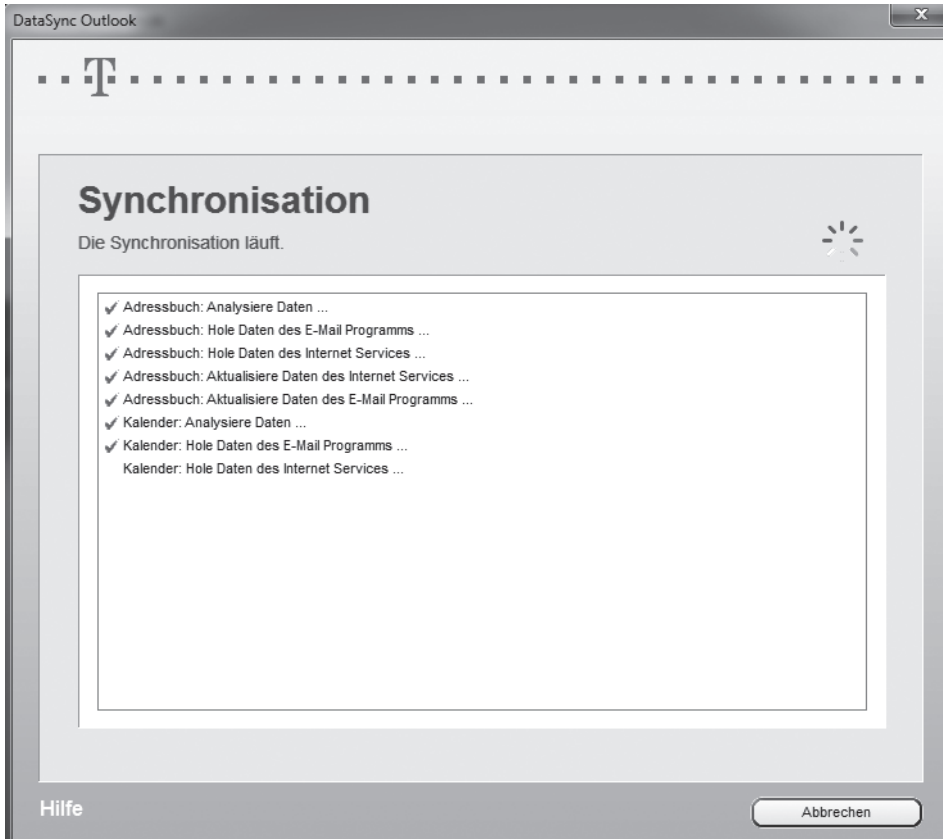 DataSync Outlook
T
Synchronisation
Die Synchronisation läuft.
Adressbuch: Analysiere Daten ...
Adressbuch: Hole Daten des E-Mail Programms ...
Adressbuch: Hole Daten des Internet Services ...
Adressbuch: Aktualisiere Daten des Internet Services ...
Adressbuch: Aktualisiere Daten des E-Mail Programms ...
Kalender: Analysiere Daten ...
Kalender: Hole Daten des E-Mail Programms ...
Kalender: Hole Daten des Internet Services ...
Hilfe
Abbrechen